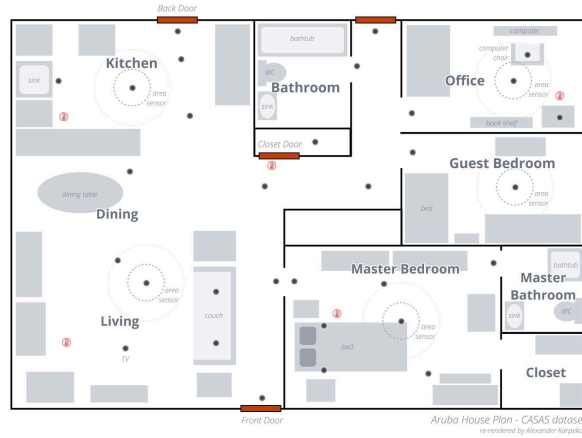 Back Door
bathtub
computer
Kitchen
computer
chair
sink
WC
Office
Bathroom
area
sensor
area
sensor
sink
book shelf
Closet Door
Guest Bedroom
dining table
area
sensor
bed
Dining
Master Bedroom
bathtub
Master
Bathroom
area
sensor
couch
WC
sink
Living
area
sensor
bed
TV
Closet
Front Door
Aruba House Plan - CASAS datase
re-rendered by Alexander Karpekc